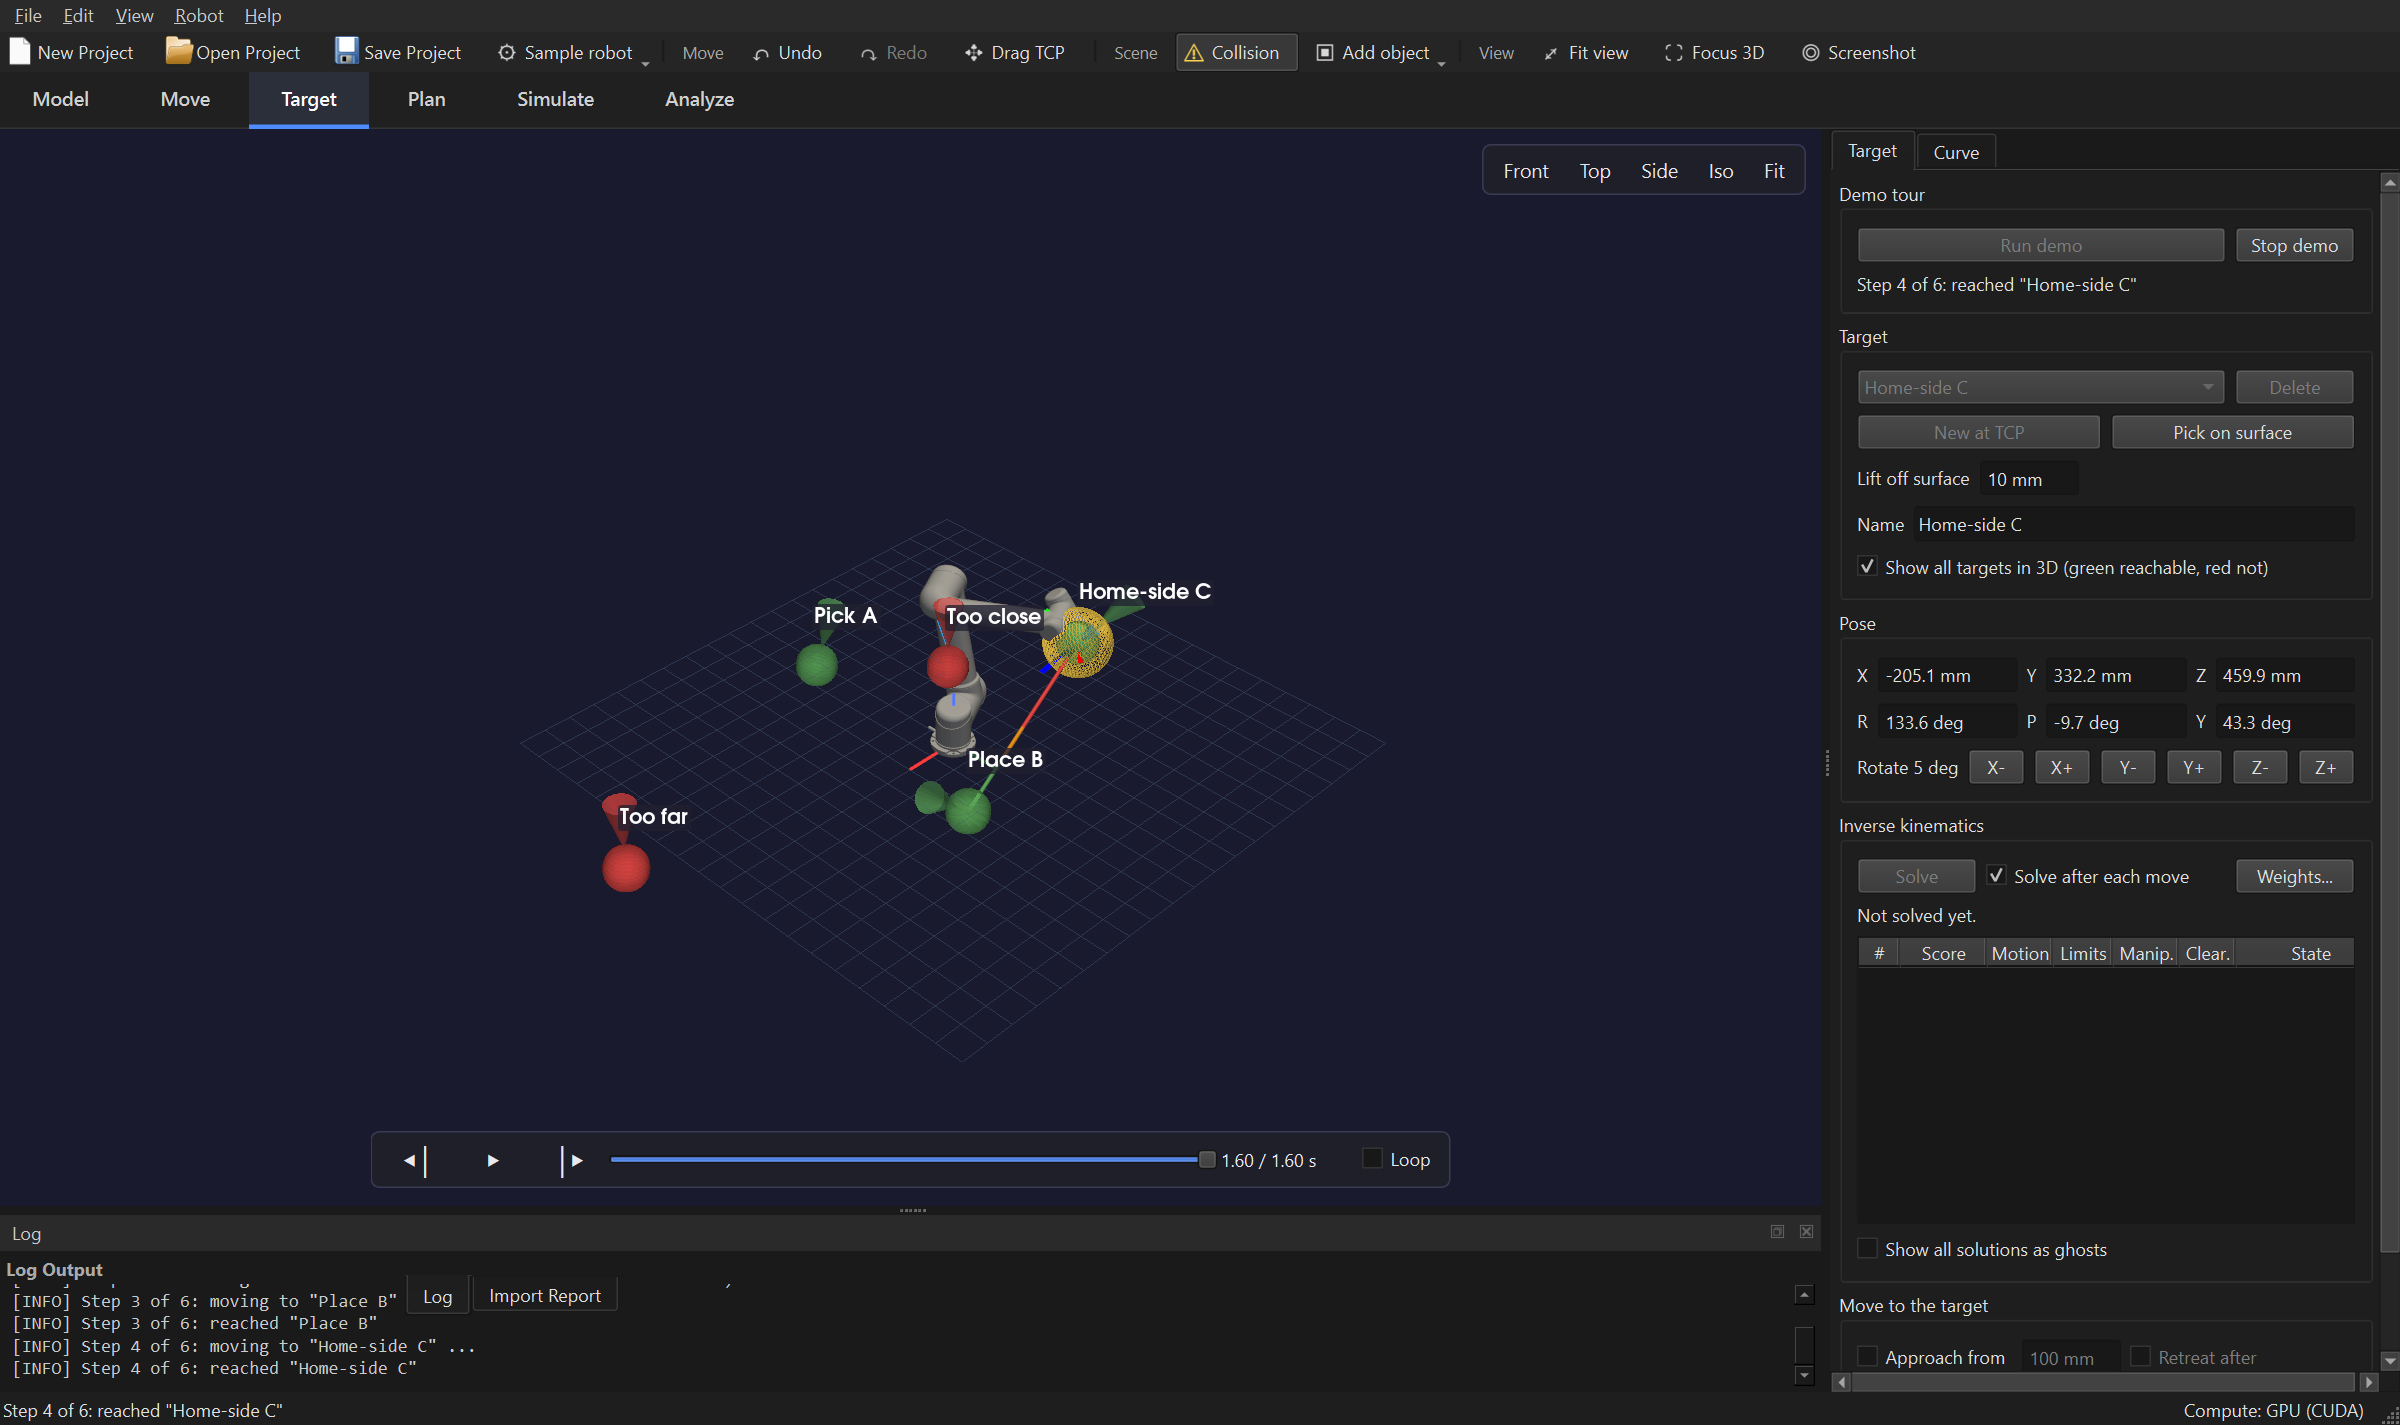 File Edit View Robot Help
New Project Open Project Save Project Sample robot Move Undo Redo Drag TCP Scene Collision Add object View Fit view Focus 3D Screenshot
Model Move Target Plan Simulate Analyze
Front Top Side Iso Fit
Target Curve
Demo tour
Run demo Stop demo
Step 4 of 6: reached "Home-side C"
Target
Home-side C Delete
New at TCP Pick on surface
Lift off surface 10 mm
Name Home-side C
Show all targets in 3D (green reachable, red not)
Pose
X -205.1 mm Y 332.2 mm Z 459.9 mm
R 133.6 deg P -9.7 deg Y 43.3 deg
Rotate 5 deg X- X+ Y- Y+ Z- Z+
Inverse kinematics
Solve Solve after each move Weights...
Not solved yet.
# Score Motion Limits Manip. Clear. State
Show all solutions as ghosts
Move to the target
Approach from 100 mm Retreat after
Home-side C
Pick A
Too close
Place B
Too far
1.60 / 1.60 s Loop
Log
Log Output
Log Import Report
[INFO] Step 3 of 6: moving to "Place B"
[INFO] Step 3 of 6: reached "Place B"
[INFO] Step 4 of 6: moving to "Home-side C" ...
[INFO] Step 4 of 6: reached "Home-side C"
Step 4 of 6: reached "Home-side C" Compute: GPU (CUDA)